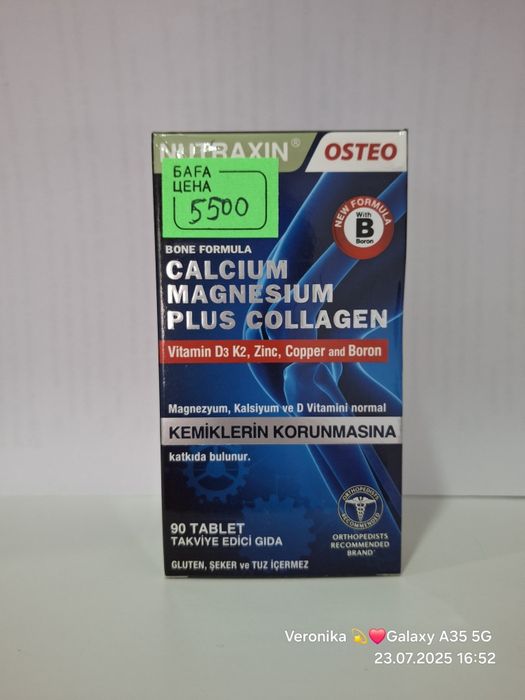 NUTRAXIN® OSTEO
БАҒА
ЦЕНА
5500
NEW FORMULA
With
B
Boron
BONE FORMULA
CALCIUM
MAGNESIUM
PLUS COLLAGEN
Vitamin D3 K2, Zinc, Copper and Boron
Magnezyum, Kalsiyum ve D Vitamini normal
KEMİKLERİN KORUNMASINA
katkıda bulunur.
ORTHOPEDISTS
RECOMMENDED
90 TABLET
TAKVİYE EDİCİ GIDA
ORTHOPEDISTS
RECOMMENDED
BRAND*
GLUTEN, ŞEKER ve TUZ İÇERMEZ
Veronika 💫❤️Galaxy A35 5G
23.07.2025 16:52